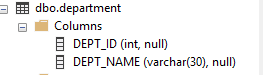 dbo.department
Columns
DEPT_ID (int, null)
DEPT_NAME (varchar(30), null)